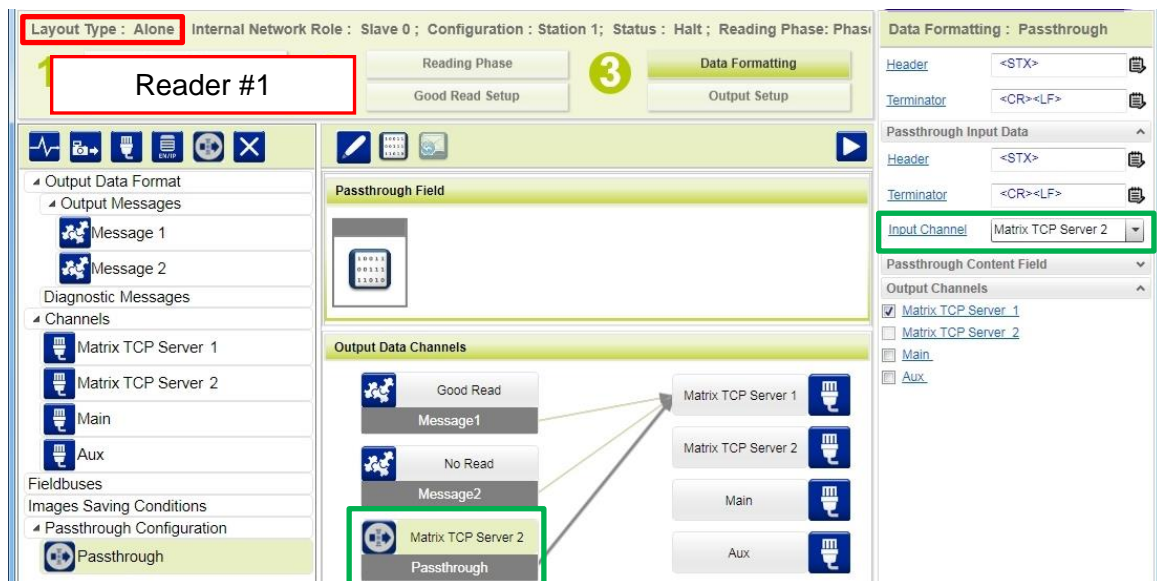 Layout Type : Alone Internal Network Role : Slave 0 ; Configuration : Station 1; Status : Halt ; Reading Phase: Phas
Reader #1
Reading Phase
Good Read Setup
3
Data Formatting
Output Setup
EN/IP
Output Data Format
Output Messages
Message 1
Message 2
Diagnostic Messages
Channels
Matrix TCP Server 1
Matrix TCP Server 2
Main
Aux
Fieldbuses
Images Saving Conditions
Passthrough Configuration
Passthrough
Passthrough Field
10011
00111
11010
Output Data Channels
Good Read
Message1
No Read
Message2
Matrix TCP Server 2
Passthrough
Matrix TCP Server 1
Matrix TCP Server 2
Main
Aux
Data Formatting : Passthrough
Header <STX>
Terminator <CR><LF>
Passthrough Input Data
Header <STX>
Terminator <CR><LF>
Input Channel Matrix TCP Server 2
Passthrough Content Field
Output Channels
Matrix TCP Server 1
Matrix TCP Server 2
Main
Aux